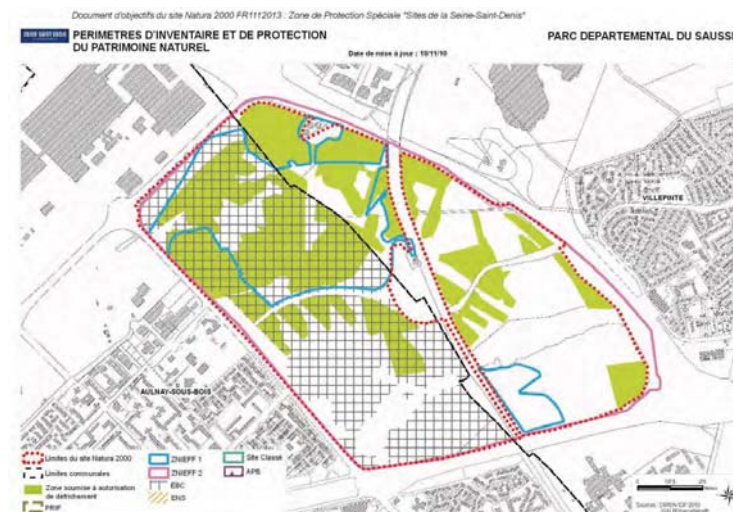 Document d'objectifs du site Natura 2000 FR1112013 : Zone de Protection Spéciale "Sites de la Seine-Saint-Denis"
PERIMETRES D'INVENTAIRE ET DE PROTECTION
DU PATRIMOINE NATUREL
PARC DEPARTEMENTAL DU SAUSSE
Date de mise à jour : 10/11/10
VILLEPINTE
AULNAY-SOUS-BOIS
Limites du site Natura 2000
Limites communales
Zone soumise à autorisation
de défrichement
PRIF
ZNIEFF 1
ZNIEFF 2
EBC
ENS
Site Classé
APB